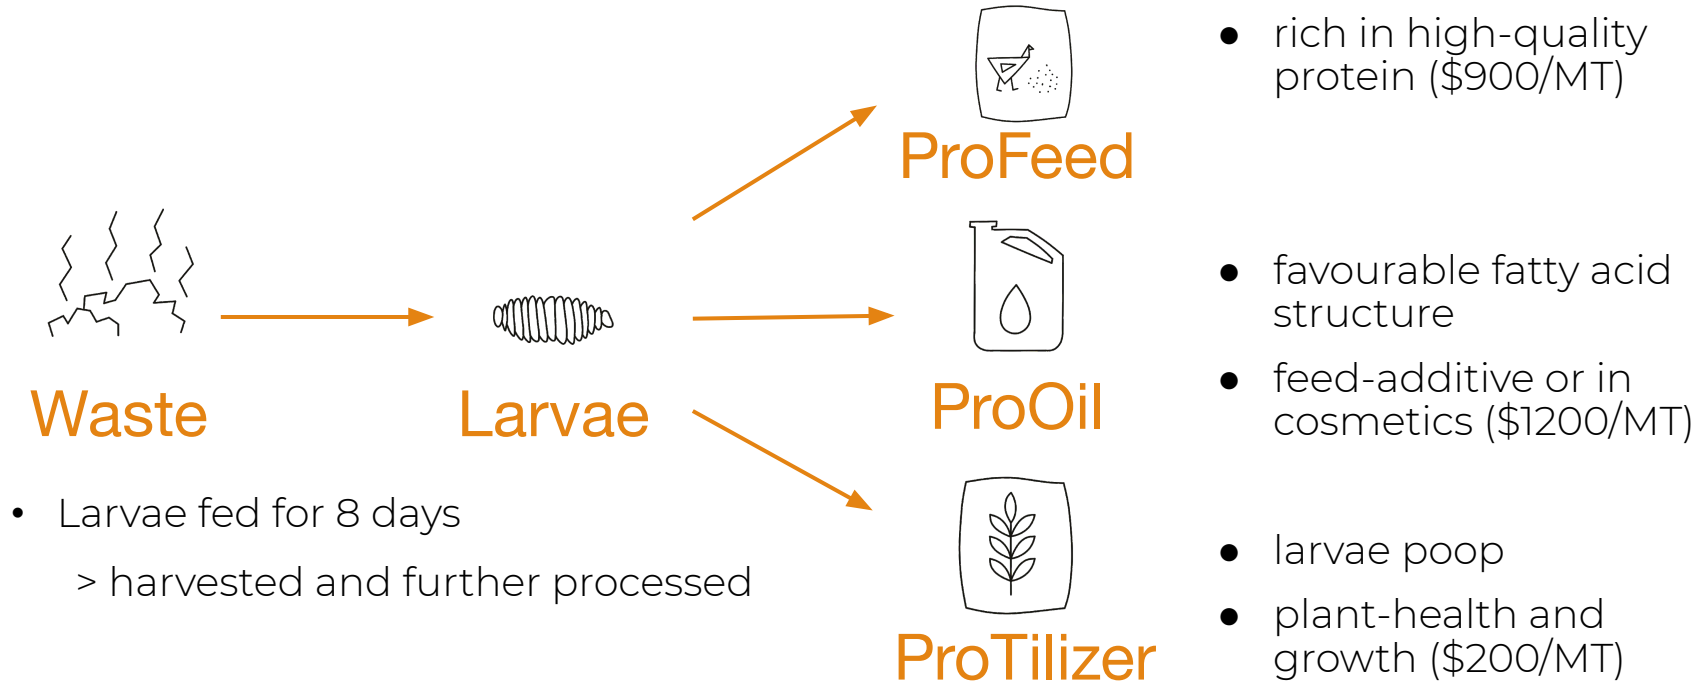 Waste
• Larvae fed for 8 days
> harvested and further processed
Larvae
ProFeed
● rich in high-quality
protein ($900/MT)
ProOil
● favourable fatty acid
structure
● feed-additive or in
cosmetics ($1200/MT)
ProTilizer
● larvae poop
● plant-health and
growth ($200/MT)